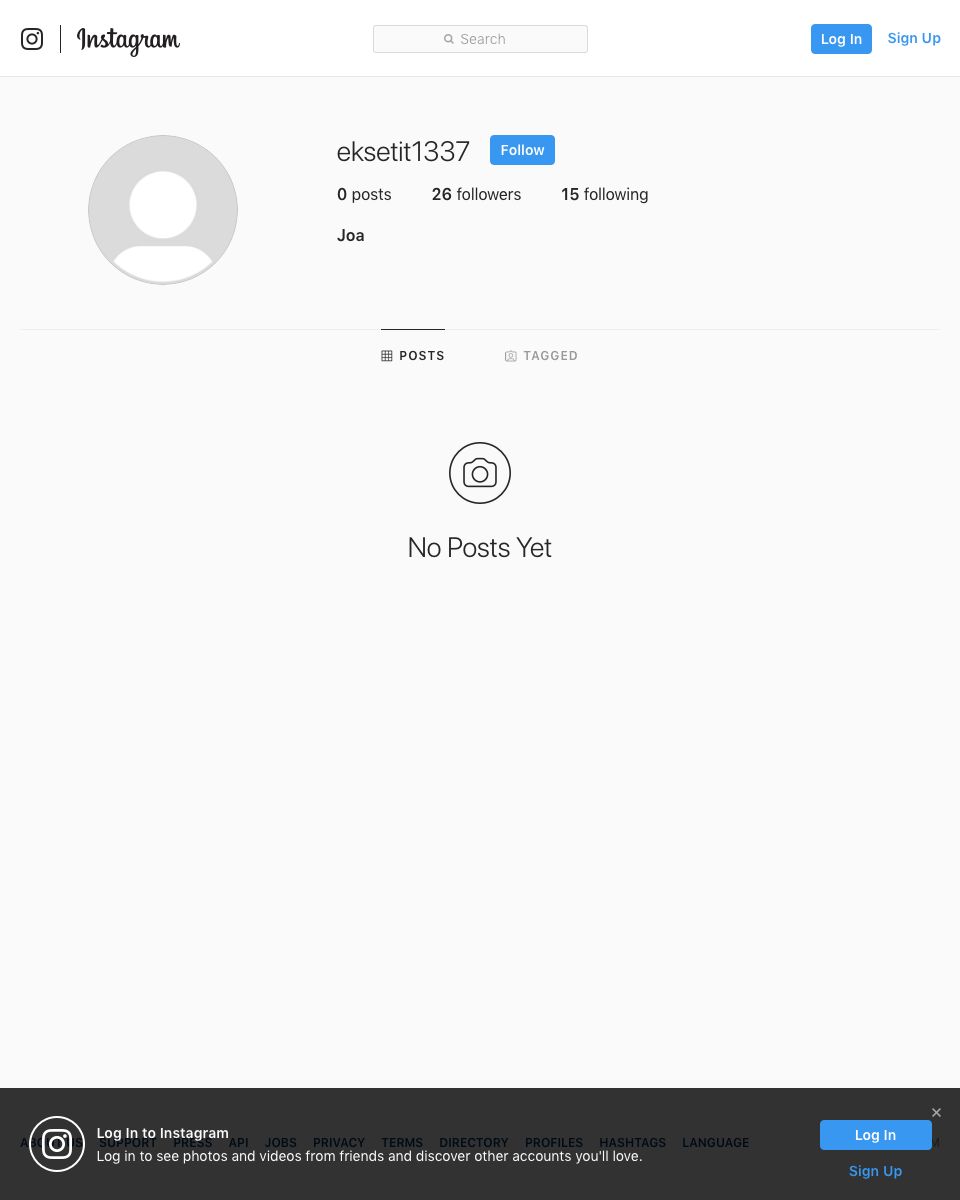 Instagram
Search
Log In
Sign Up
eksetit1337
Follow
0 posts 26 followers 15 following
Joa
POSTS
TAGGED
No Posts Yet
Log In to Instagram
Log in to see photos and videos from friends and discover other accounts you'll love.
SUPPORT PRESS API JOBS PRIVACY TERMS DIRECTORY PROFILES HASHTAGS LANGUAGE
Log In
Sign Up